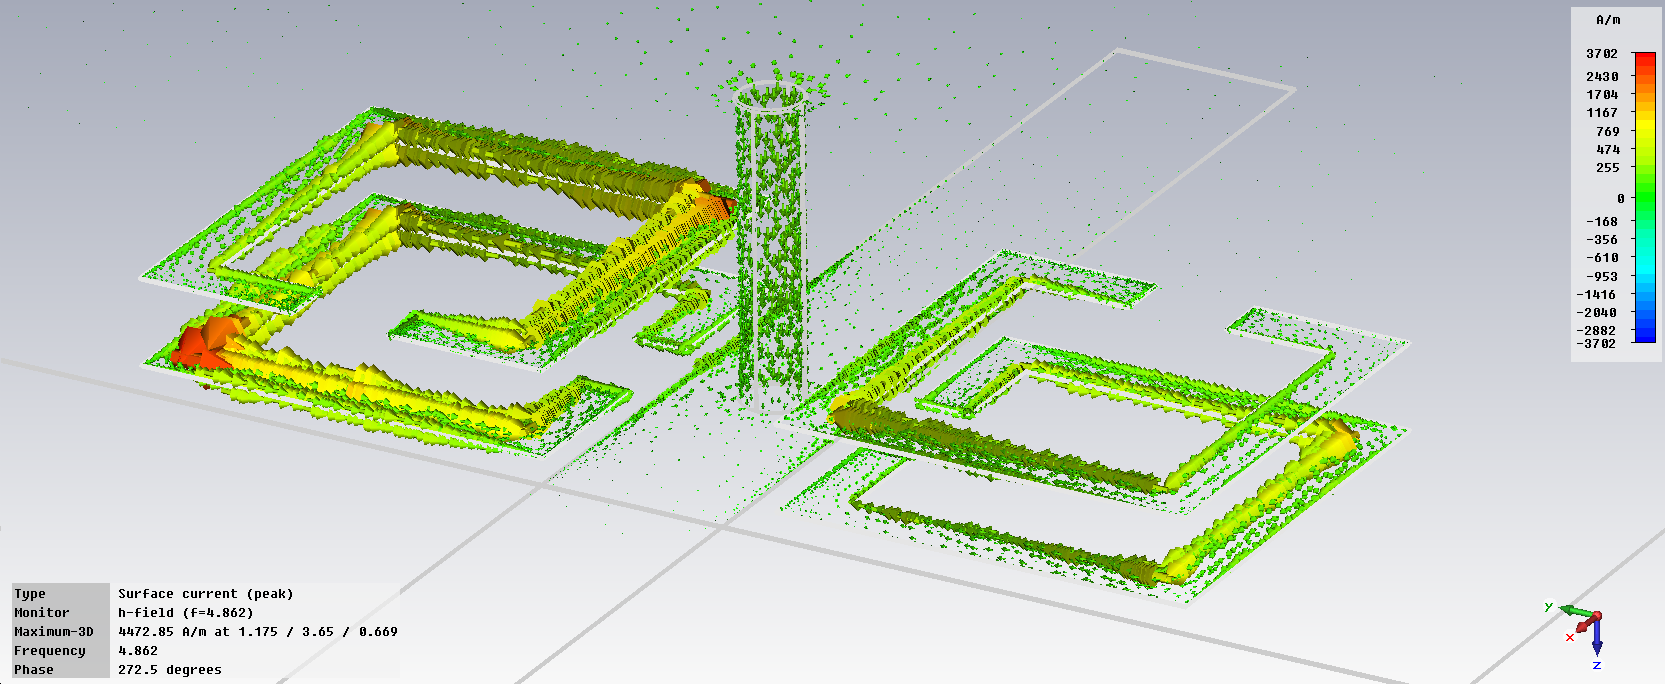 A/m
3702
2430
1704
1167
769
474
255
0
-168
-356
-610
-953
-1416
-2040
-2882
-3702
Type Surface current (peak)
Monitor h-field (f=4.862)
Maximum-3D 4472.85 A/m at 1.175 / 3.65 / 0.669
Frequency 4.862
Phase 272.5 degrees
y
x
z